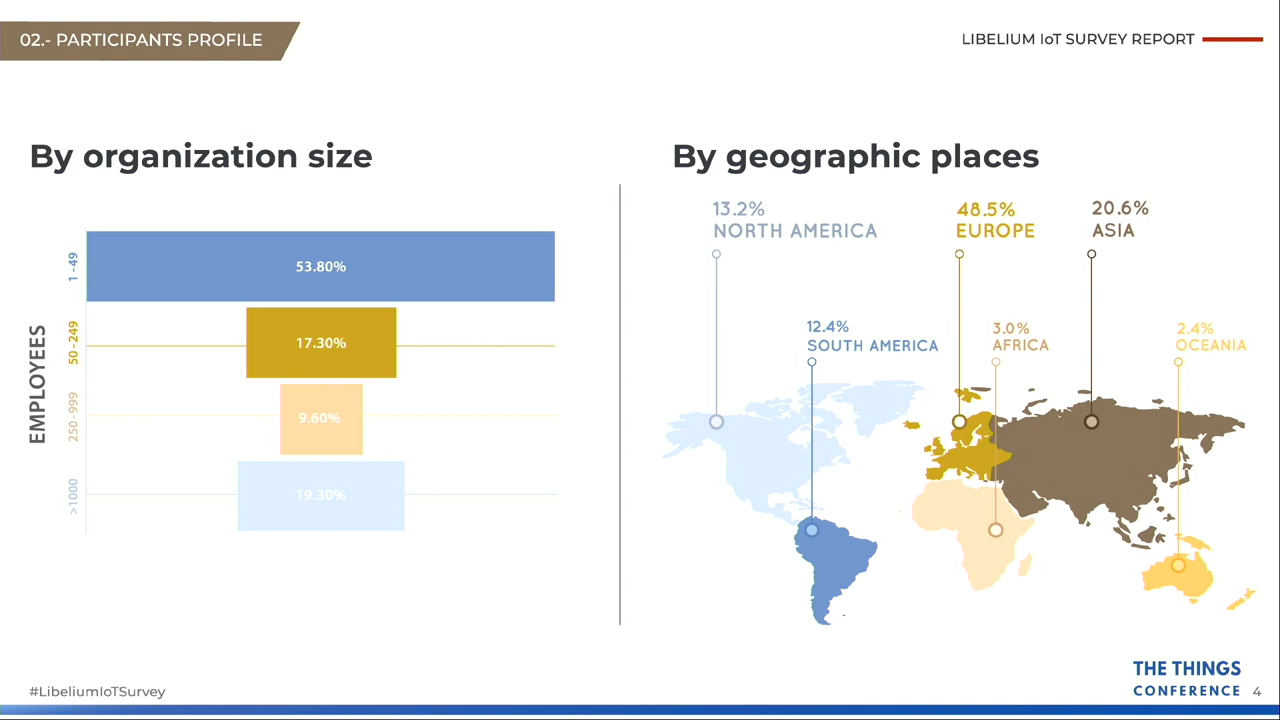 02.- PARTICIPANTS PROFILE
LIBELIUM IoT SURVEY REPORT
By organization size
EMPLOYEES
1 -49
53.80%
50 -249
17.30%
250 -999
9.60%
>1000
19.30%
By geographic places
13.2%
NORTH AMERICA
48.5%
EUROPE
20.6%
ASIA
12.4%
SOUTH AMERICA
3.0%
AFRICA
2.4%
OCEANIA
#LibeliumIoTSurvey
THE THINGS
CONFERENCE
4